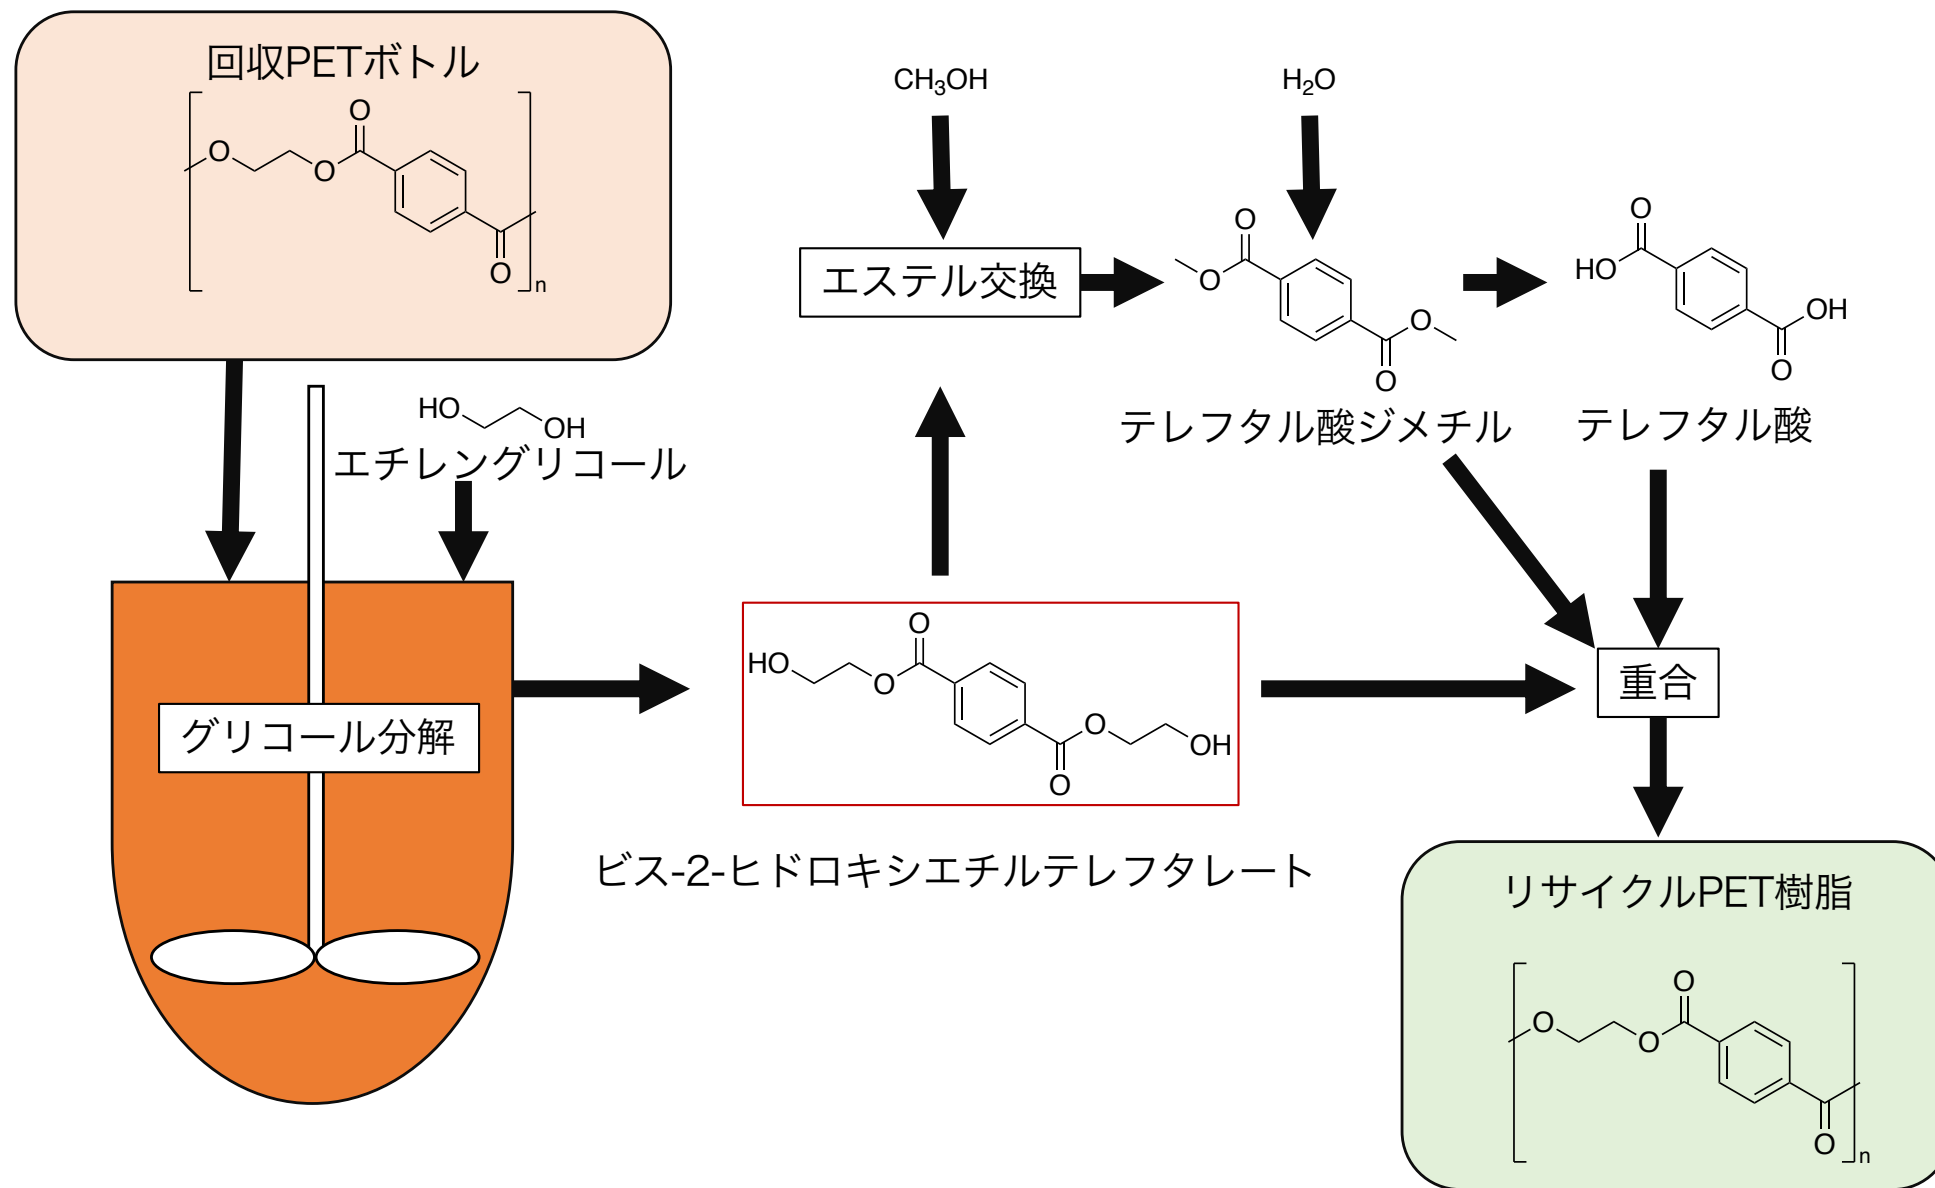 回収PETボトル
O
O
O
O
n
CH₃OH
H₂O
エステル交換
O
O
O
O
テレフタル酸ジメチル
O
HO
OH
O
テレフタル酸
HO
OH
エチレングリコール
グリコール分解
O
HO
O
O
OH
O
ビス-2-ヒドロキシエチルテレフタレート
重合
リサイクルPET樹脂
O
O
O
O
n